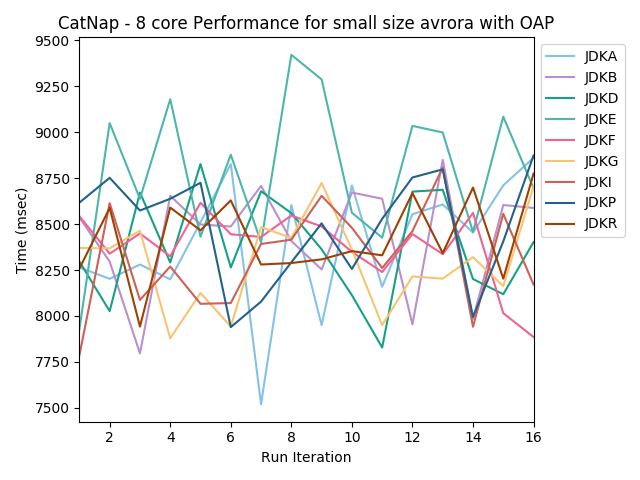 CatNap - 8 core Performance for small size avrora with OAP
Time (msec)
9500
9250
9000
8750
8500
8250
8000
7750
7500
2 4 6 8 10 12 14 16
Run Iteration
JDKA
JDKB
JDKD
JDKE
JDKF
JDKG
JDKI
JDKP
JDKR